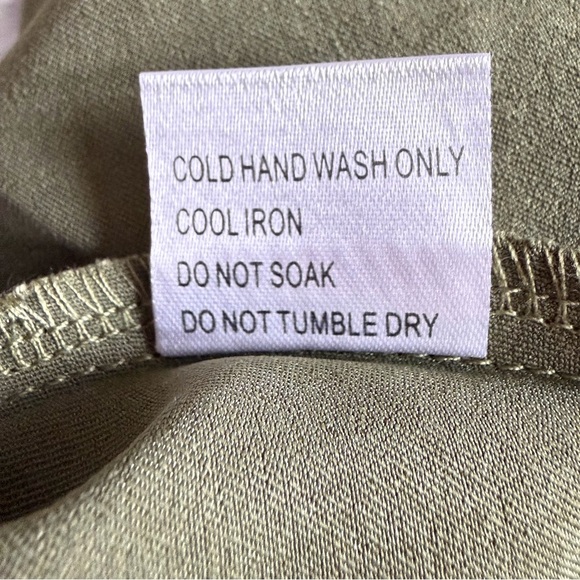 COLD HAND WASH ONLY
COOL IRON
DO NOT SOAK
DO NOT TUMBLE DRY